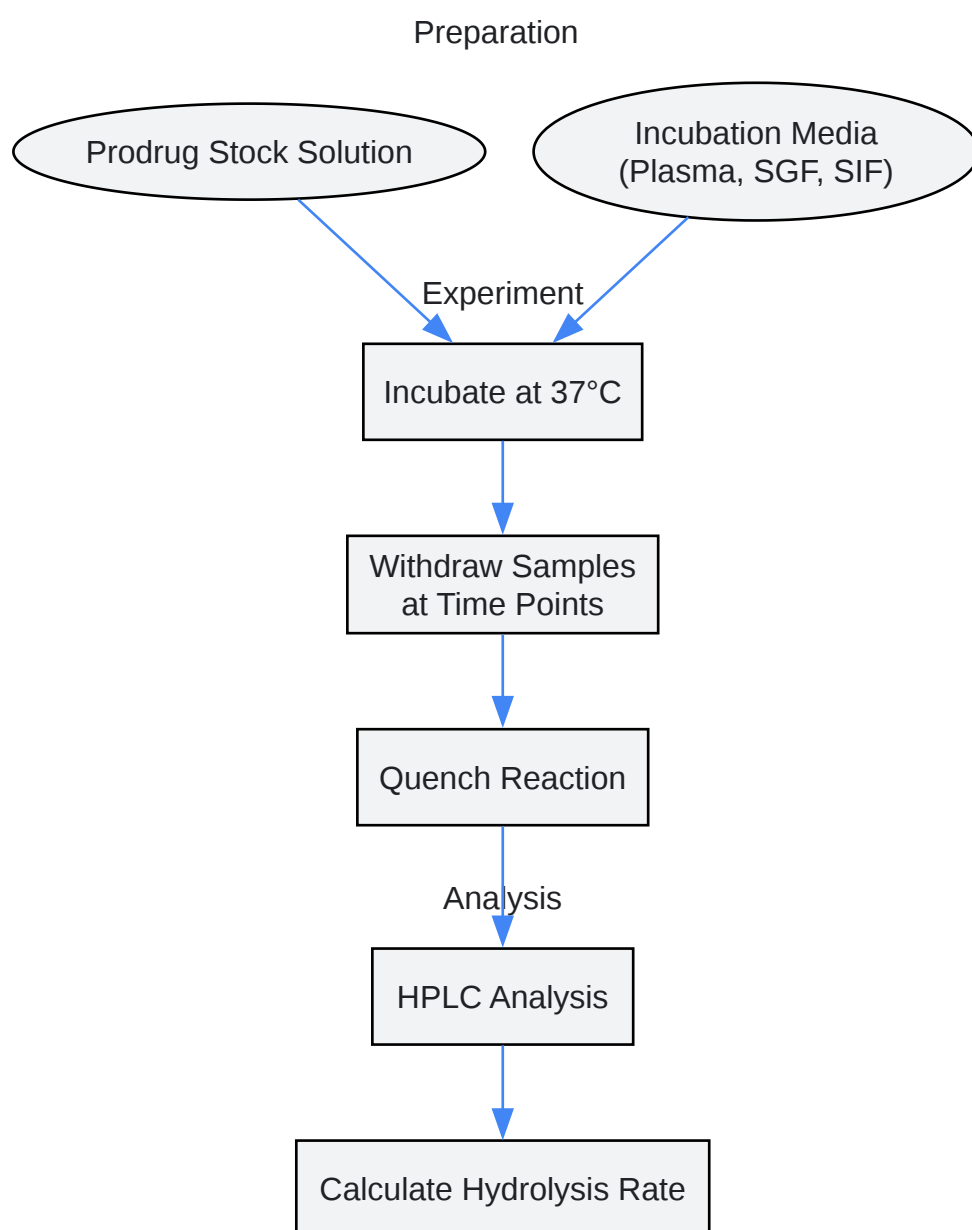 Preparation
Prodrug Stock Solution
Incubation Media
(Plasma, SGF, SIF)
Experiment
Incubate at 37°C
Withdraw Samples
at Time Points
Quench Reaction
Analysis
HPLC Analysis
Calculate Hydrolysis Rate